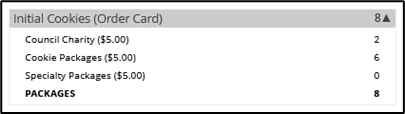 Initial Cookies (Order Card) 8▲
Council Charity ($5.00) 2
Cookie Packages ($5.00) 6
Specialty Packages ($5.00) 0
PACKAGES 8